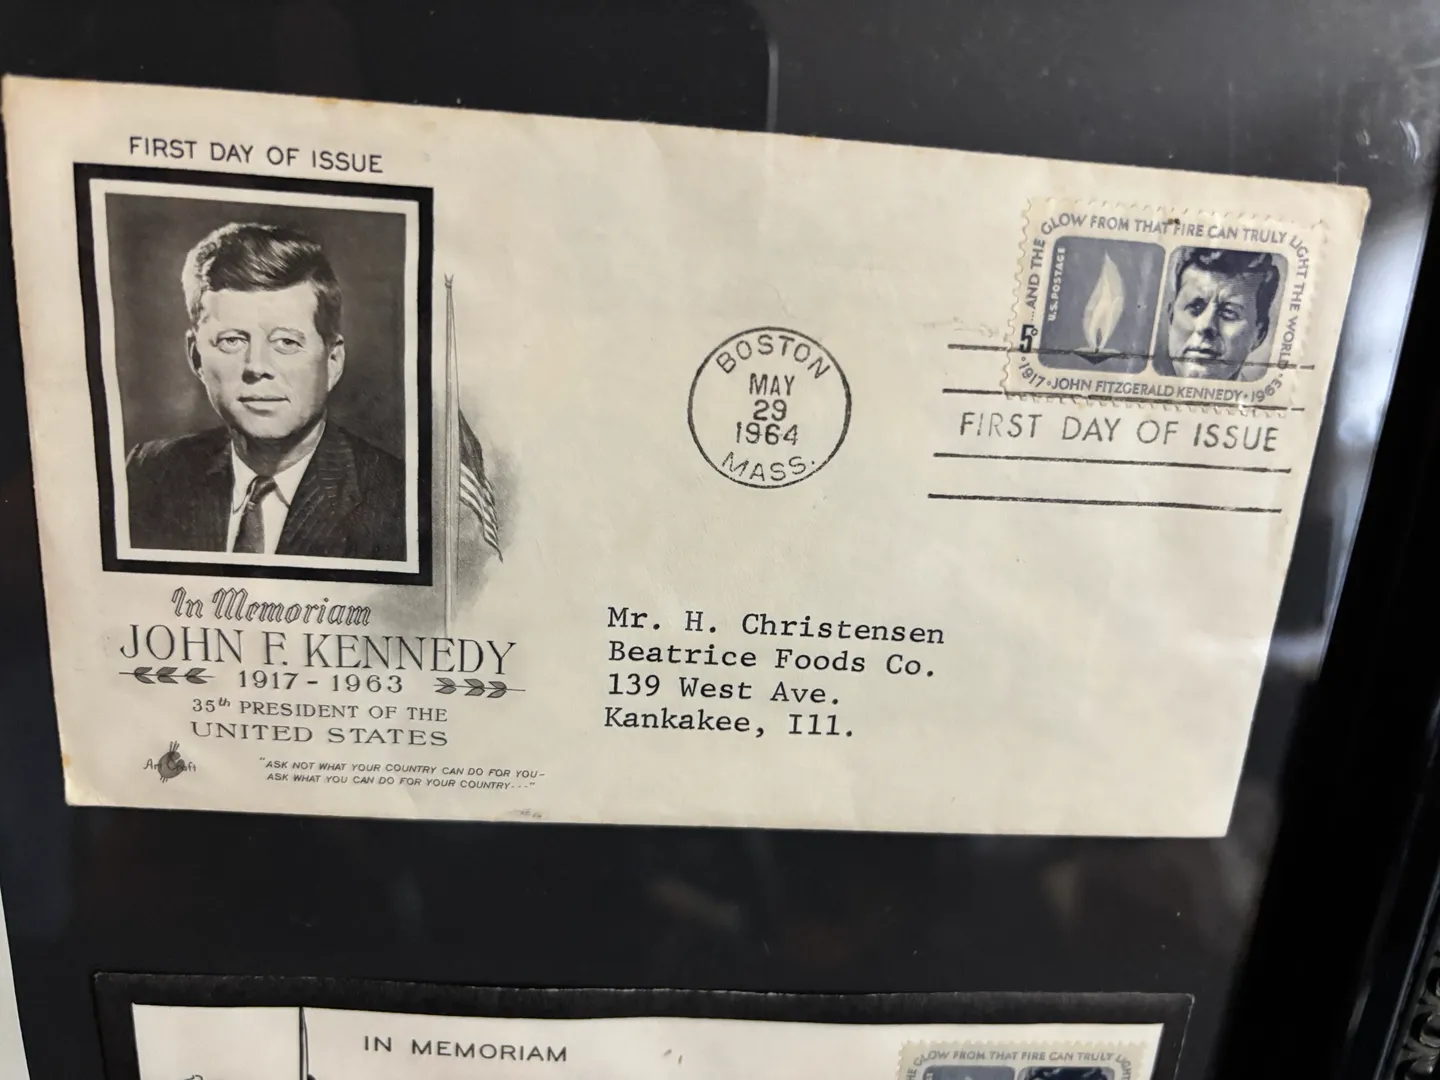 FIRST DAY OF ISSUE
...AND THE GLOW FROM THAT FIRE CAN TRULY LIGHT THE WORLD.
U.S. POSTAGE
5¢
1917 · JOHN FITZGERALD KENNEDY · 1963
BOSTON
MAY
29
1964
MASS.
FIRST DAY OF ISSUE
In Memoriam
JOHN F. KENNEDY
1917 - 1963
35th PRESIDENT OF THE
UNITED STATES
Art Craft
"ASK NOT WHAT YOUR COUNTRY CAN DO FOR YOU-
ASK WHAT YOU CAN DO FOR YOUR COUNTRY---"
Mr. H. Christensen
Beatrice Foods Co.
139 West Ave.
Kankakee, Ill.
IN MEMORIAM
GLOW FROM THAT FIRE CAN TRULY